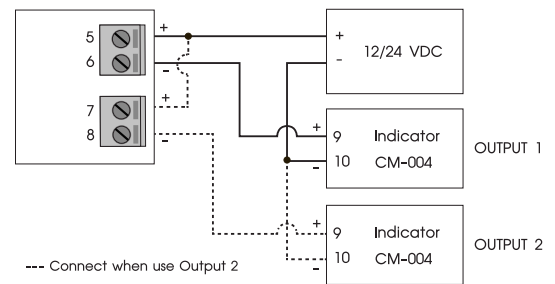 5 +
6 -
7 +
8 -
+
-
12/24 VDC
+
9 Indicator
10 CM-004
-
OUTPUT 1
+
9 Indicator
10 CM-004
-
OUTPUT 2
--- Connect when use Output 2